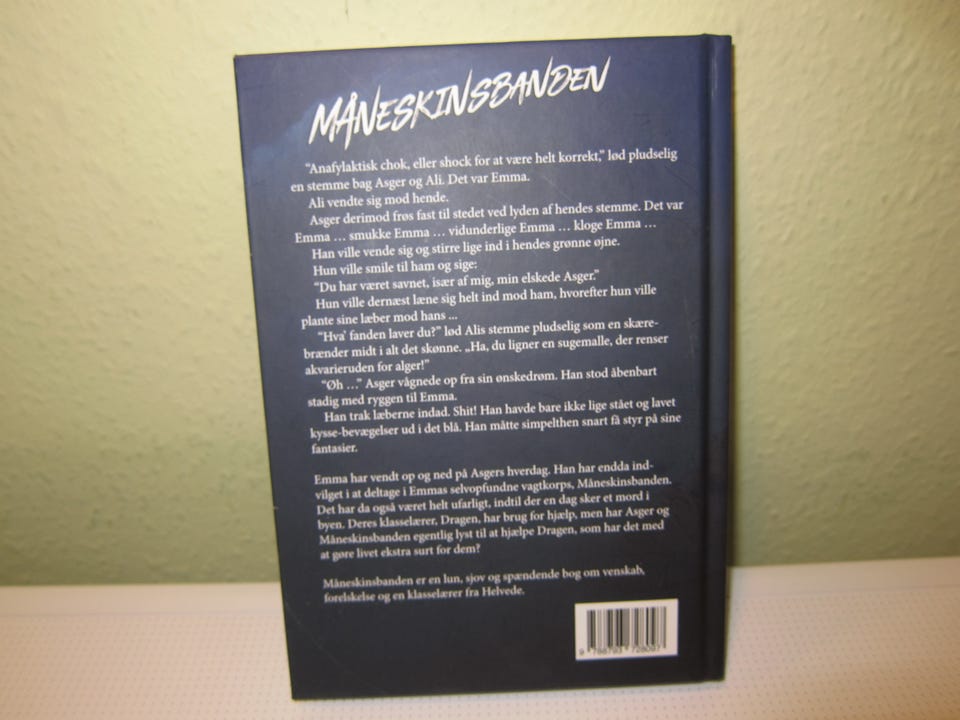 MÅNESKINSBANDEN
"Anafylaktisk chok, eller shock for at være helt korrekt," lød pludselig
en stemme bag Asger og Ali. Det var Emma.
Ali vendte sig mod hende.
Asger derimod frøs fast til stedet ved lyden af hendes stemme. Det var
Emma … smukke Emma … vidunderlige Emma … kloge Emma …
Han ville vende sig og stirre lige ind i hendes grønne øjne.
Hun ville smile til ham og sige:
"Du har været savnet, især af mig, min elskede Asger."
Hun ville dernæst læne sig helt ind mod ham, hvorefter hun ville
plante sine læber mod hans ...
"Hva' fanden laver du?" lød Alis stemme pludselig som en skære-
brænder midt i alt det skønne. „Ha, du ligner en sugemalle, der renser
akvarieruden for alger!"
"Øh …" Asger vågnede op fra sin ønskedrøm. Han stod åbenbart
stadig med ryggen til Emma.
Han trak læberne indad. Shit! Han havde bare ikke lige stået og lavet
kysse-bevægelser ud i det blå. Han måtte simpelthen snart få styr på sine
fantasier.
Emma har vendt op og ned på Asgers hverdag. Han har endda ind-
vilget i at deltage i Emmas selvopfundne vagtkorps, Måneskinsbanden.
Det har da også været helt ufarligt, indtil der en dag sker et mord i
byen. Deres klasselærer, Dragen, har brug for hjælp, men har Asger og
Måneskinsbanden egentlig lyst til at hjælpe Dragen, som har det med
at gøre livet ekstra surt for dem?
Måneskinsbanden er en lun, sjov og spændende bog om venskab,
forelskelse og en klasselærer fra Helvede.
9 788793 728097